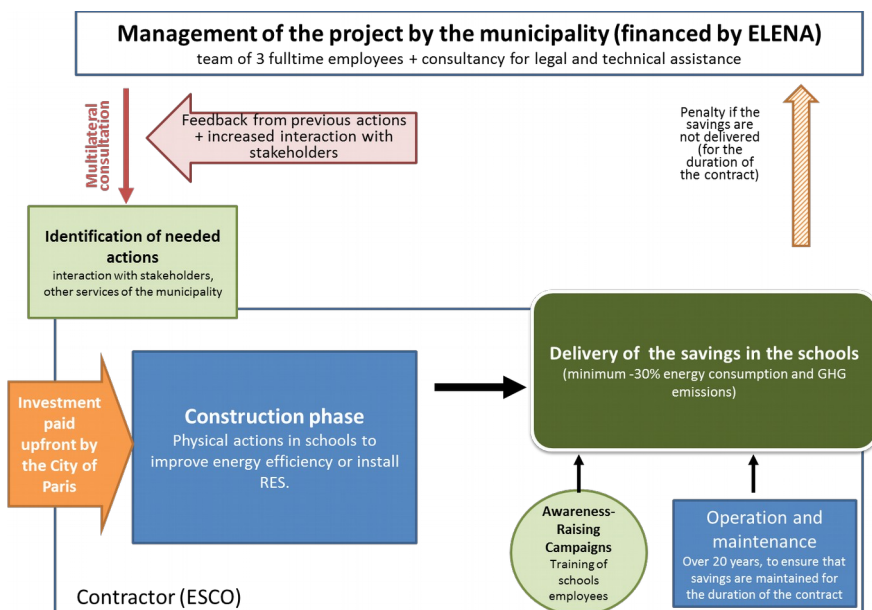 Management of the project by the municipality (financed by ELENA)
team of 3 fulltime employees + consultancy for legal and technical assistance
Multilateral
consultation
Feedback from previous actions
+ increased interaction with
stakeholders
Penalty if the
savings are
not delivered
(for the
duration of
the contract)
Identification of needed
actions
interaction with stakeholders,
other services of the municipality
Investment
paid
upfront by
the City of
Paris
Construction phase
Physical actions in schools to
improve energy efficiency or install
RES.
Delivery of the savings in the schools
(minimum -30% energy consumption and GHG
emissions)
Awareness-
Raising
Campaigns
Training of
schools
employees
Operation and
maintenance
Over 20 years, to ensure that
savings are maintained for
the duration of the contract
Contractor (ESCO)